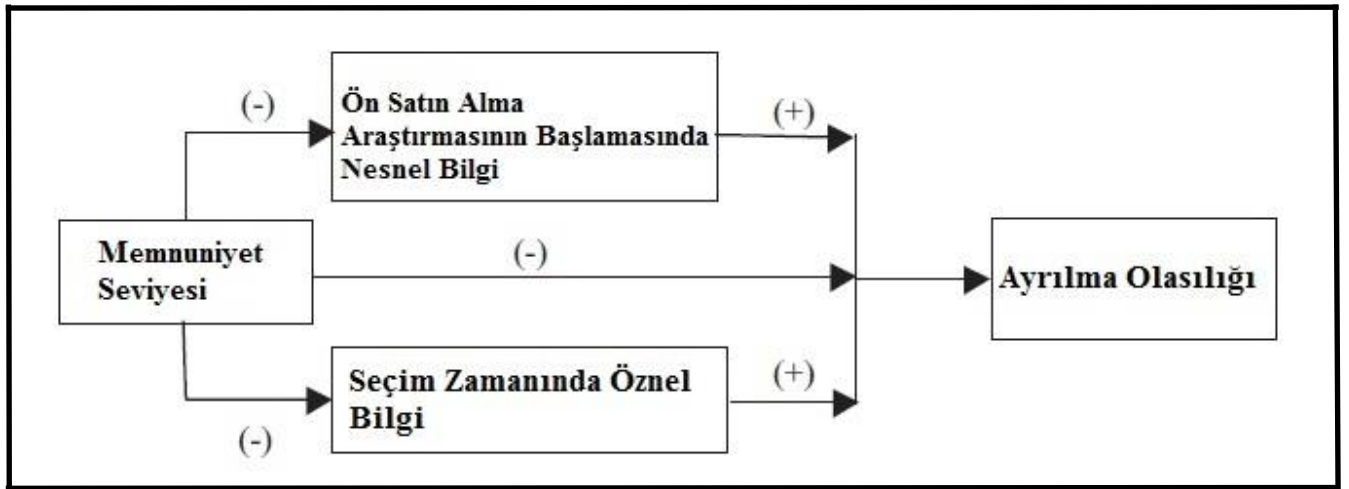 (-)
Ön Satın Alma
Araştırmasının Başlamasında
Nesnel Bilgi
(+)
Memnuniyet
Seviyesi
(-)
Ayrılma Olasılığı
(-)
Seçim Zamanında Öznel
Bilgi
(+)